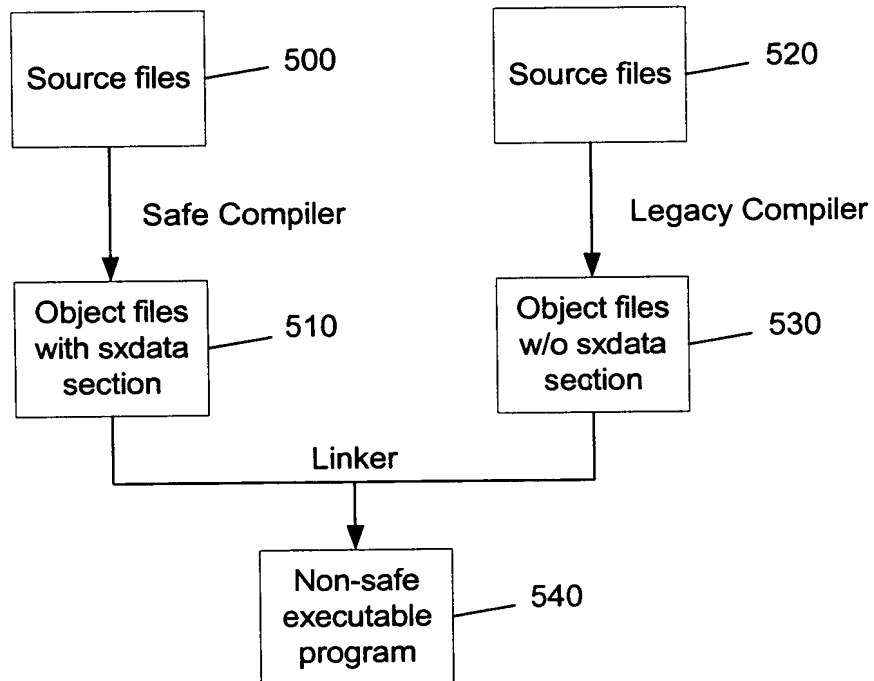 Source files
500
Source files
520
Safe Compiler
Legacy Compiler
Object files
with sxdata
section
510
Object files
w/o sxdata
section
530
Linker
Non-safe
executable
program
540